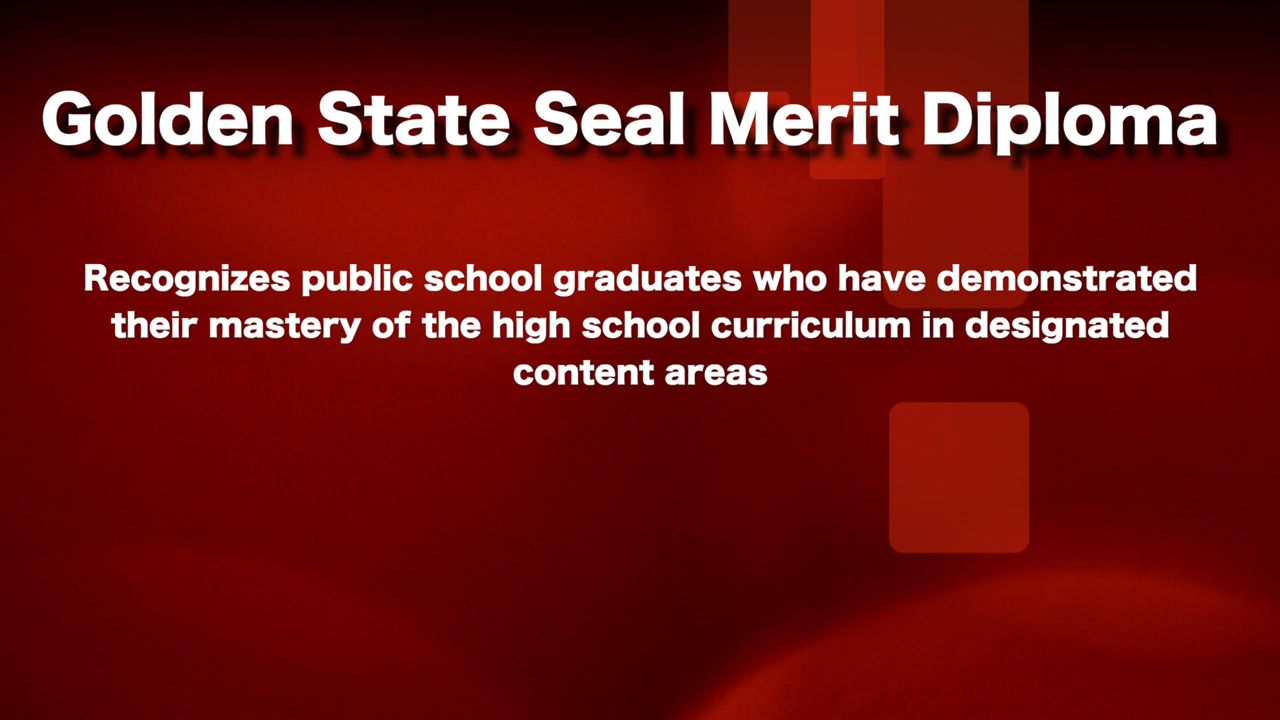 Golden State Seal Merit Diploma
Recognizes public school graduates who have demonstrated
their mastery of the high school curriculum in designated
content areas